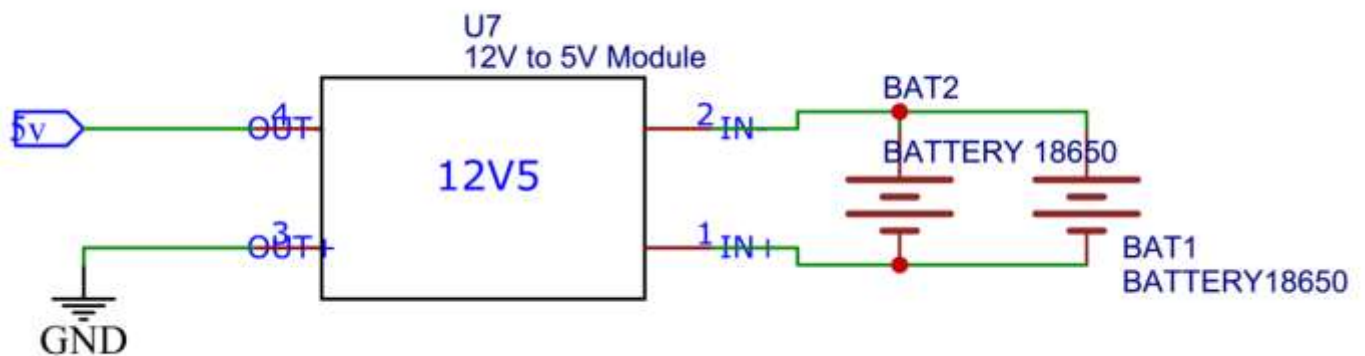 U7
12V to 5V Module
BAT2
5v
4
OUT-
2
IN-
BATTERY 18650
12V5
3
OUT+
1
IN+
BAT1
BATTERY18650
GND